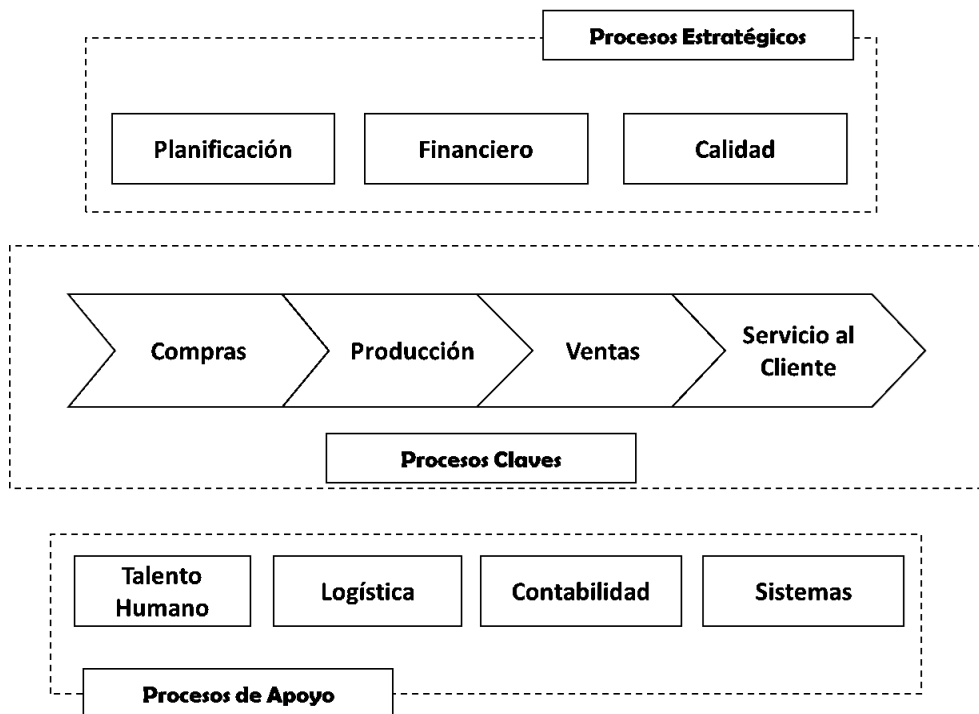 Procesos Estratégicos
Planificación
Financiero
Calidad
Compras
Producción
Ventas
Servicio al
Cliente
Procesos Claves
Talento
Humano
Logística
Contabilidad
Sistemas
Procesos de Apoyo